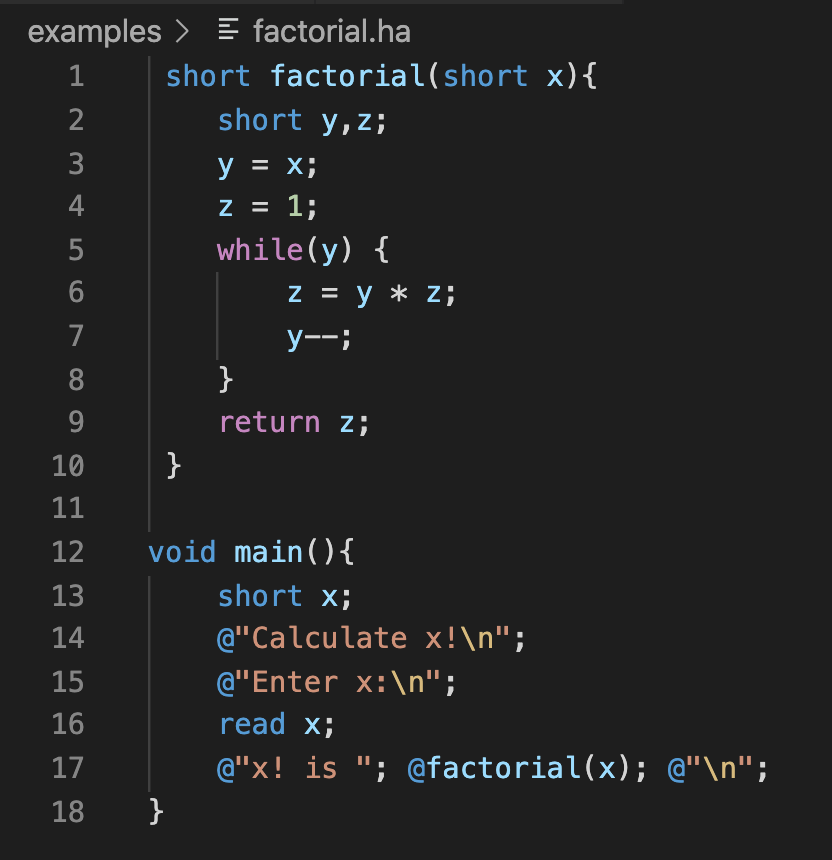 examples > factorial.ha
1 short factorial(short x){
2 short y,z;
3 y = x;
4 z = 1;
5 while(y) {
6 z = y * z;
7 y--;
8 }
9 return z;
10 }
11
12 void main(){
13 short x;
14 @"Calculate x!\n";
15 @"Enter x:\n";
16 read x;
17 @"x! is "; @factorial(x); @"\n";
18 }